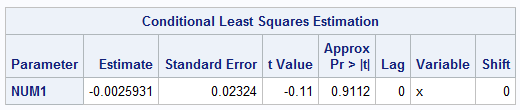 Conditional Least Squares Estimation
Parameter Estimate Standard Error t Value Approx Pr > |t| Lag Variable Shift
NUM1 -0.0025931 0.02324 -0.11 0.9112 0 x 0